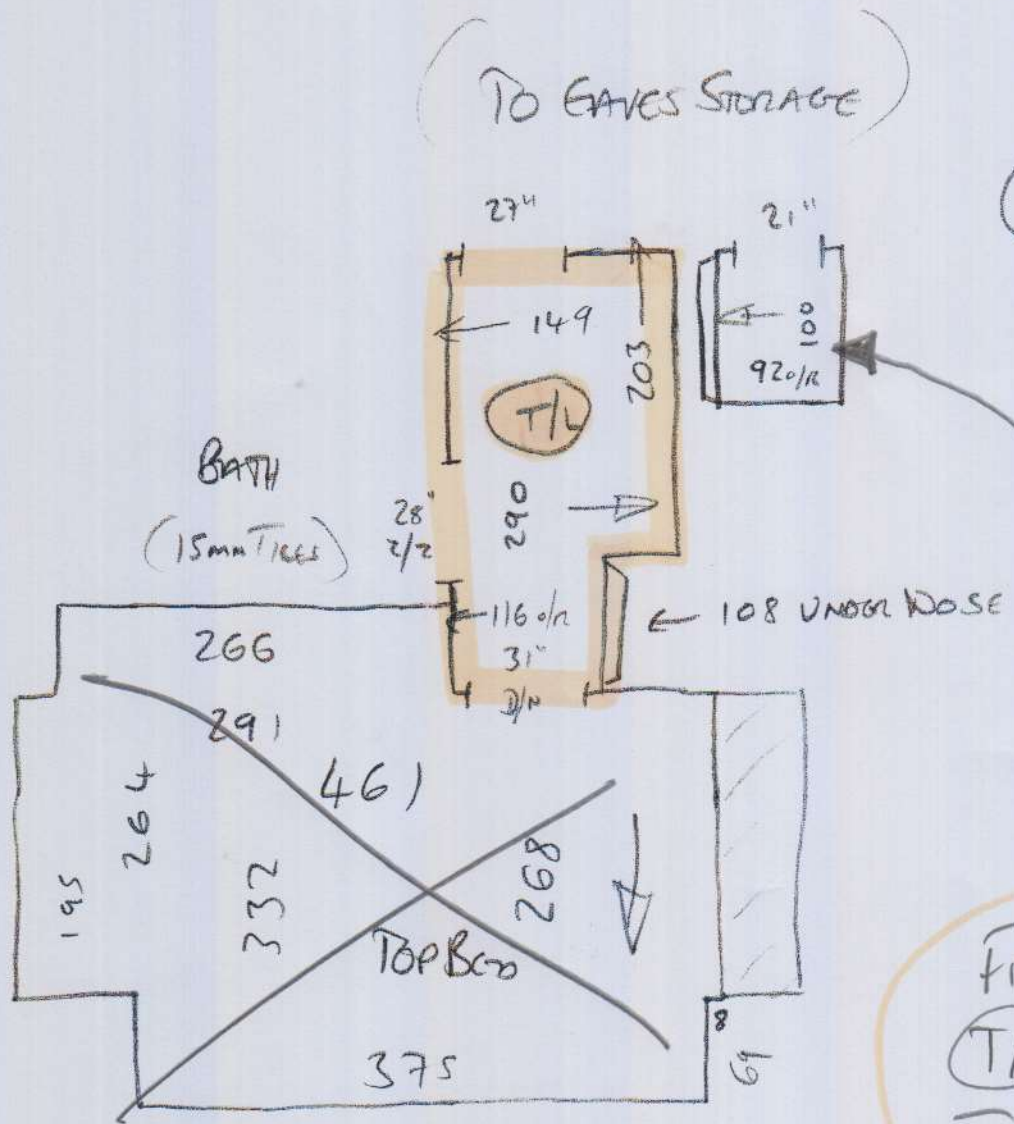 (TO EAVES STORAGE)
27"
21"
149
203
100
92 o/R
T/L
BATH
(15mm TILES)
28"
2/2
290
116 o/R
108 UNDER NOSE
31"
D/N
266
291
461
264
195
332
268
TOP BED
375
8
69